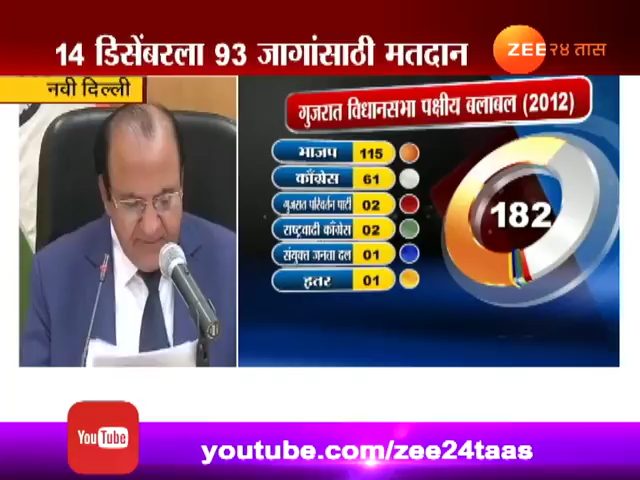 14 डिसेंबरला 93 जागांसाठी मतदान
ZEE २४ तास
नवी दिल्ली
गुजरात विधानसभा पक्षीय बलाबल (2012)
भाजप 115
काँग्रेस 61
गुजरात परिवर्तन पार्टी 02
राष्ट्रवादी काँग्रेस 02
संयुक्त जनता दल 01
इतर 01
182
YouTube
youtube.com/zee24taas